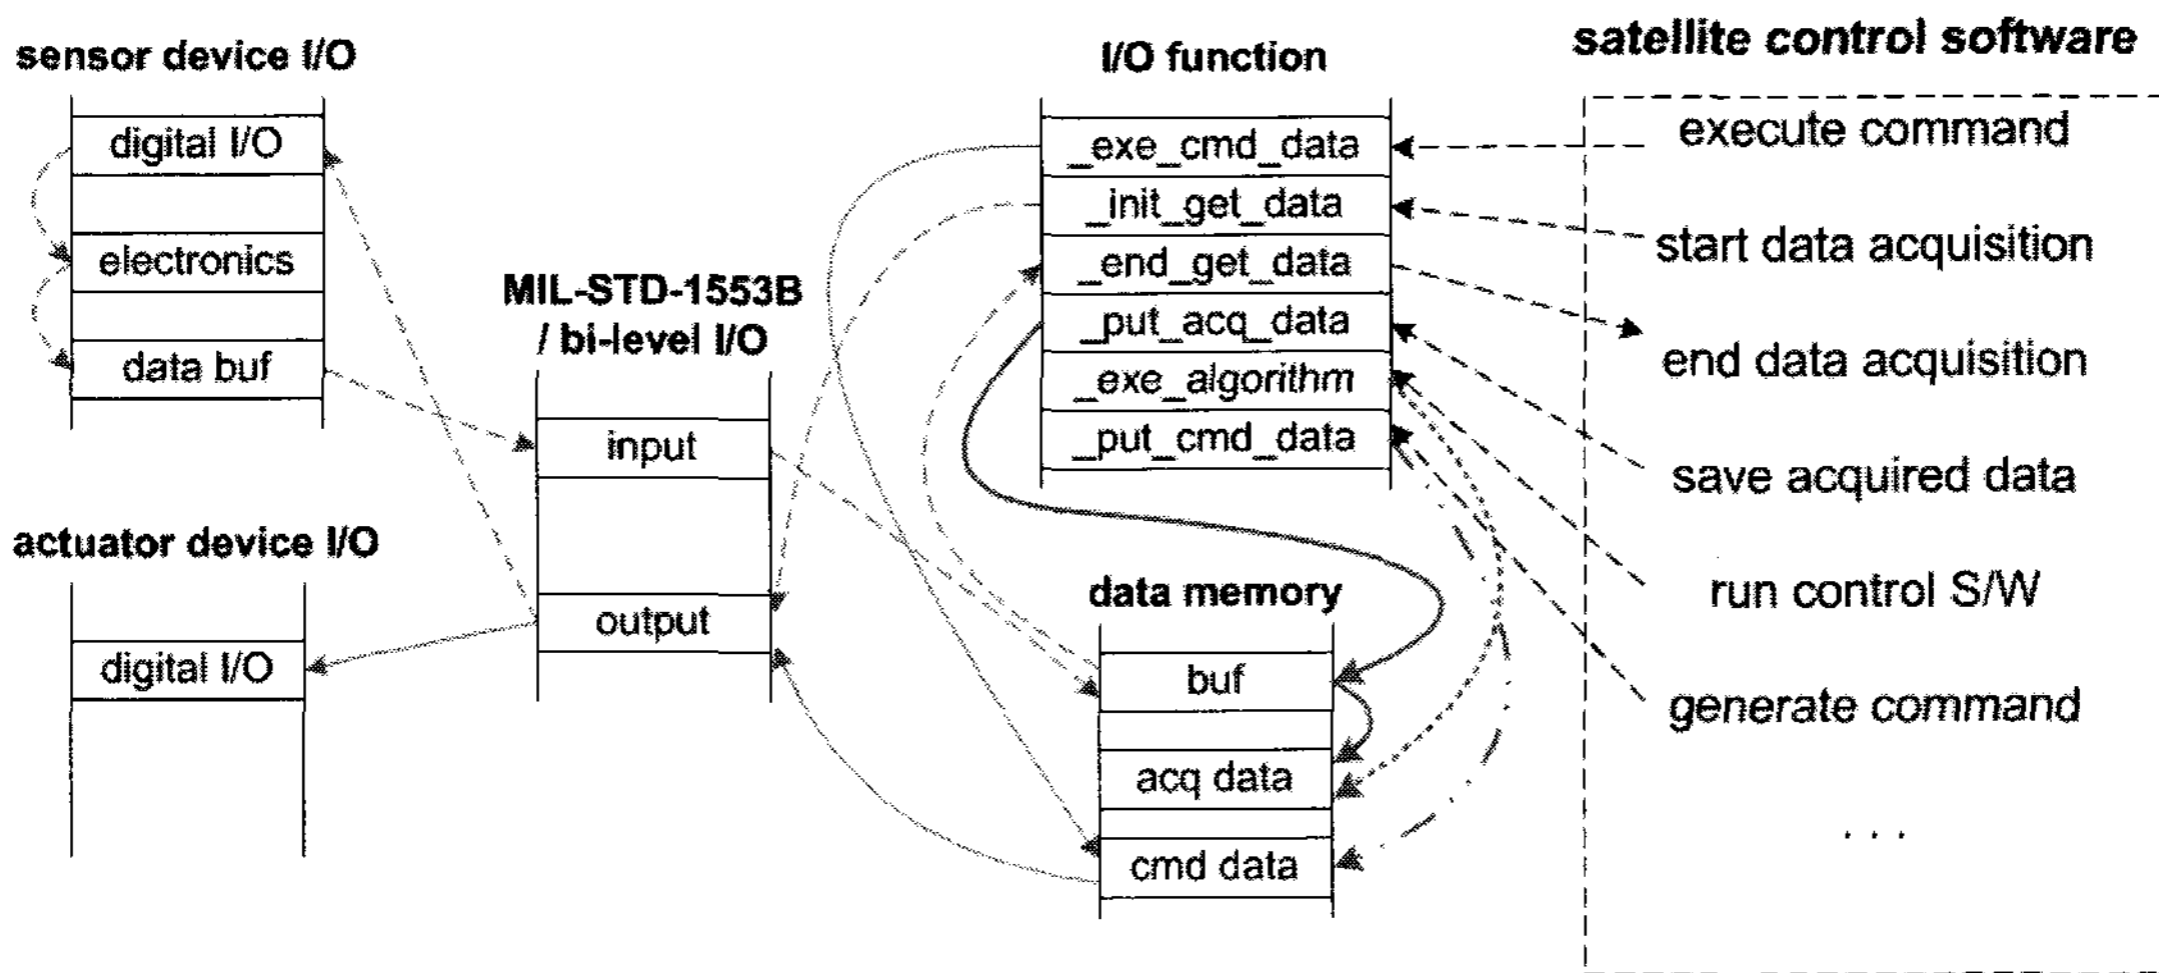 sensor device I/O
digital I/O
electronics
data buf
actuator device I/O
digital I/O
MIL-STD-1553B
/ bi-level I/O
input
output
I/O function
_exe_cmd_data
_init_get_data
_end_get_data
_put_acq_data
_exe_algorithm
_put_cmd_data
data memory
buf
acq data
cmd data
satellite control software
execute command
start data acquisition
end data acquisition
save acquired data
run control S/W
generate command
. . .